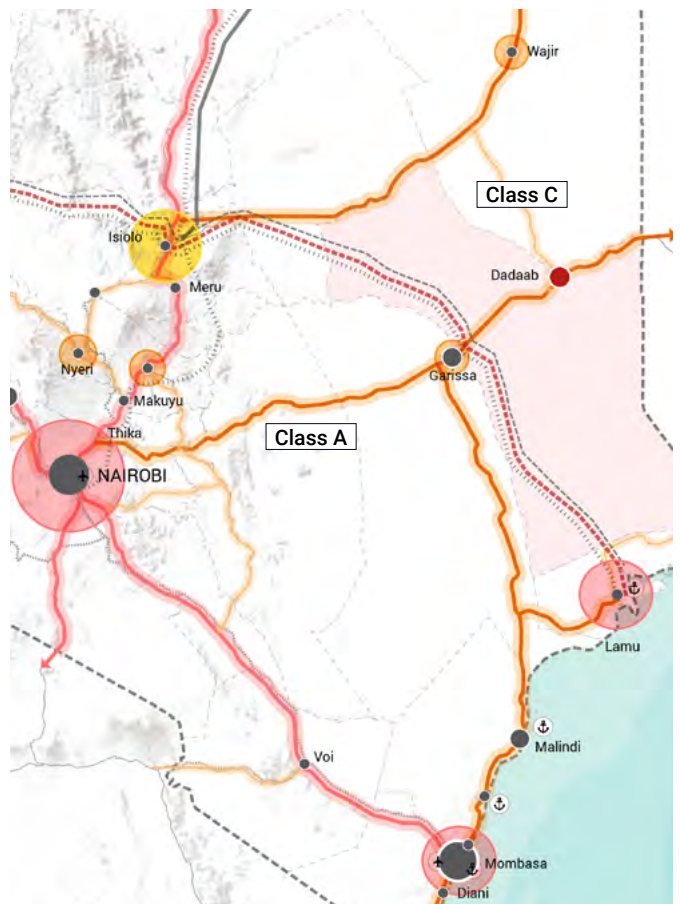 Wajir
Class C
Isiolo
Dadaab
Meru
Nyeri
Garissa
Makuyu
Thika
Class A
NAIROBI
Lamu
Malindi
Voi
Mombasa
Diani